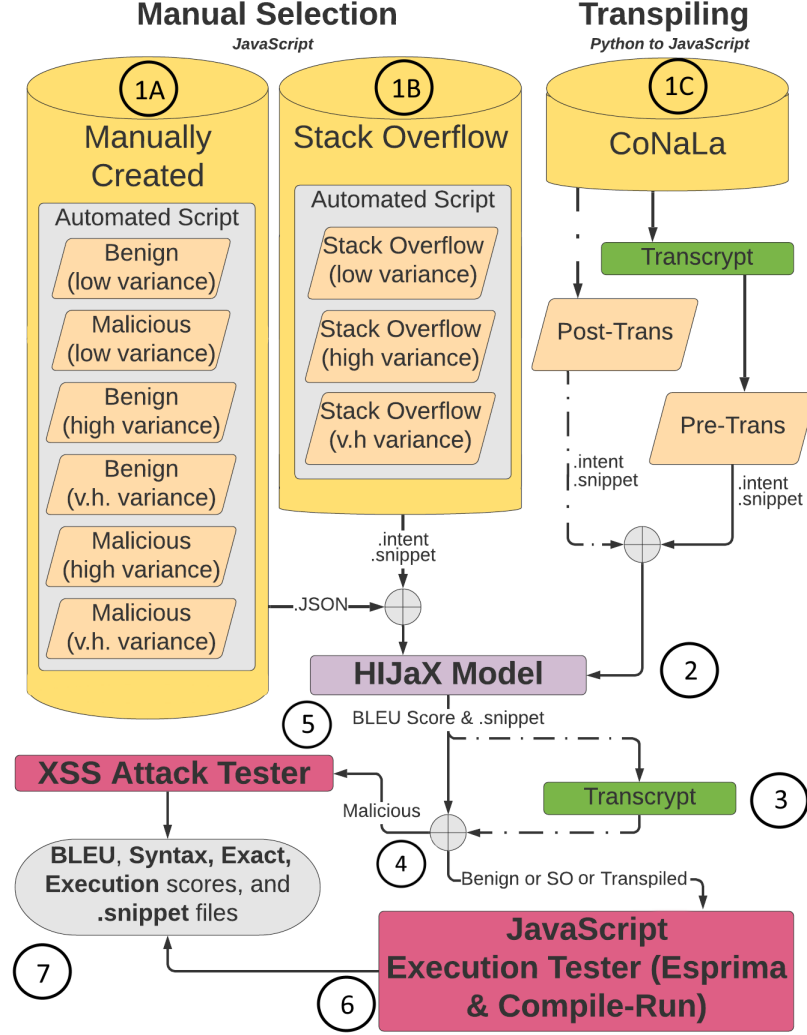 Manual Selection
JavaScript
Transpiling
Python to JavaScript
1A
Manually
Created
Automated Script
Benign
(low variance)
Malicious
(low variance)
Benign
(high variance)
Benign
(v.h. variance)
Malicious
(high variance)
Malicious
(v.h. variance)
1B
Stack Overflow
Automated Script
Stack Overflow
(low variance)
Stack Overflow
(high variance)
Stack Overflow
(v.h variance)
1C
CoNaLa
Transcrypt
Post-Trans
Pre-Trans
.intent
.snippet
.intent
.snippet
.intent
.snippet
.JSON
HIJaX Model
2
5
BLEU Score & .snippet
XSS Attack Tester
Transcrypt
3
Malicious
4
BLEU, Syntax, Exact,
Execution scores, and
.snippet files
Benign or SO or Transpiled
JavaScript
Execution Tester (Esprima
& Compile-Run)
7
6